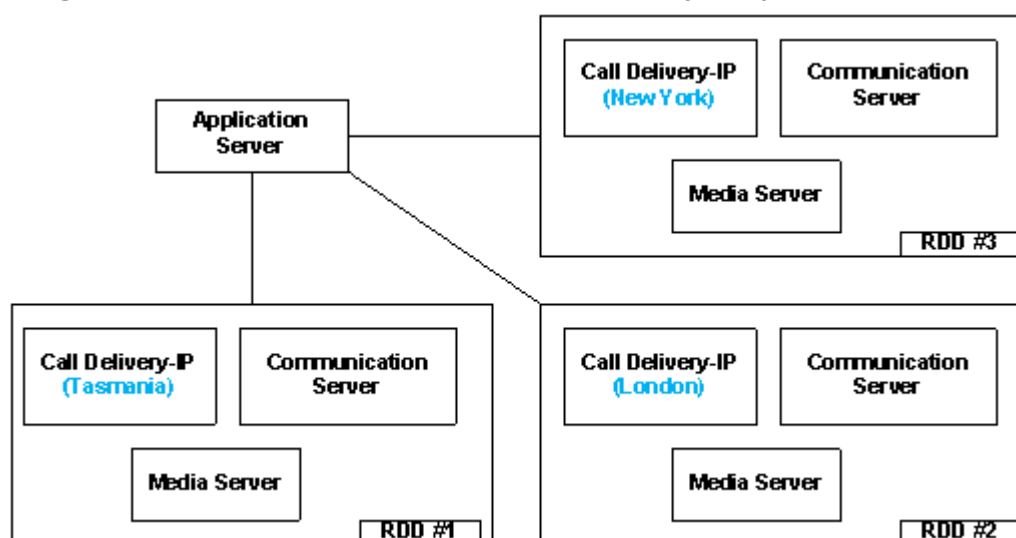 Call Delivery-IP
(New York)
Communication
Server
Application
Server
Media Server
RDD #3
Call Delivery-IP
(Tasmania)
Communication
Server
Call Delivery-IP
(London)
Communication
Server
Media Server
Media Server
RDD #1
RDD #2